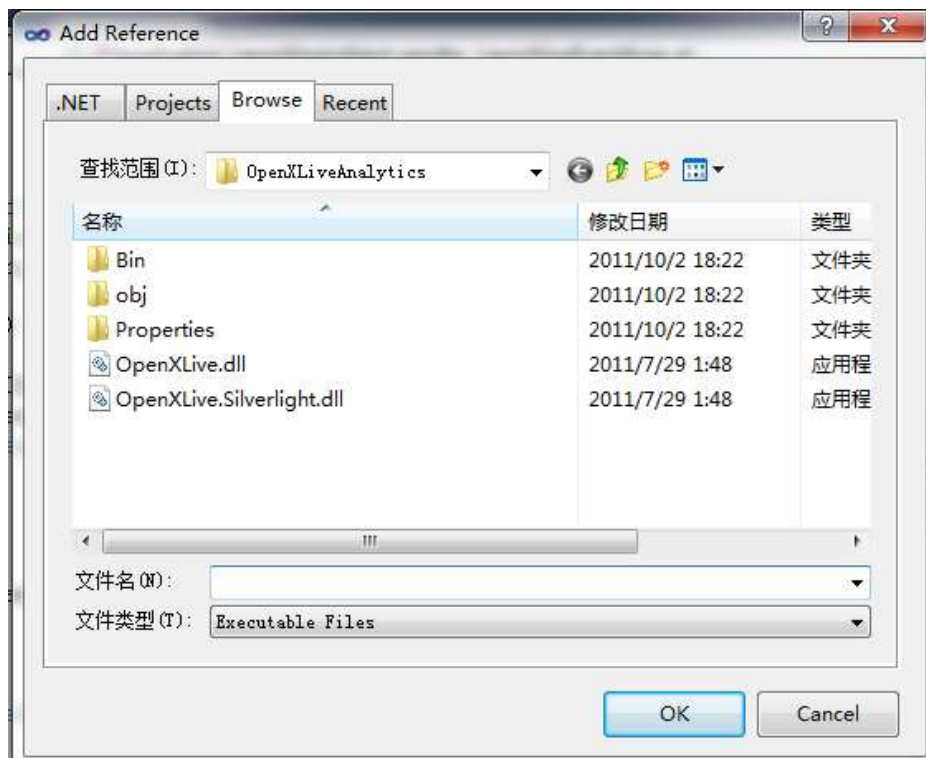 Add Reference
.NET Projects Browse Recent
查找范围(I): OpenXLiveAnalytics
名称 修改日期 类型
Bin 2011/10/2 18:22 文件夹
obj 2011/10/2 18:22 文件夹
Properties 2011/10/2 18:22 文件夹
OpenXLive.dll 2011/7/29 1:48 应用程
OpenXLive.Silverlight.dll 2011/7/29 1:48 应用程
文件名(N):
文件类型(T): Executable Files
OK Cancel